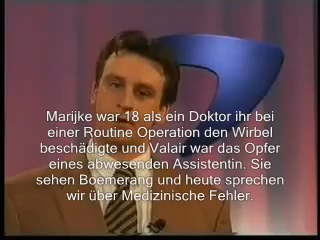 Marijke war 18 als ein Doktor ihr bei
einer Routine Operation den Wirbel
beschädigte und Valair war das Opfer
eines abwesenden Assistentin. Sie
sehen Boemerang und heute sprechen
wir über Medizinische Fehler.